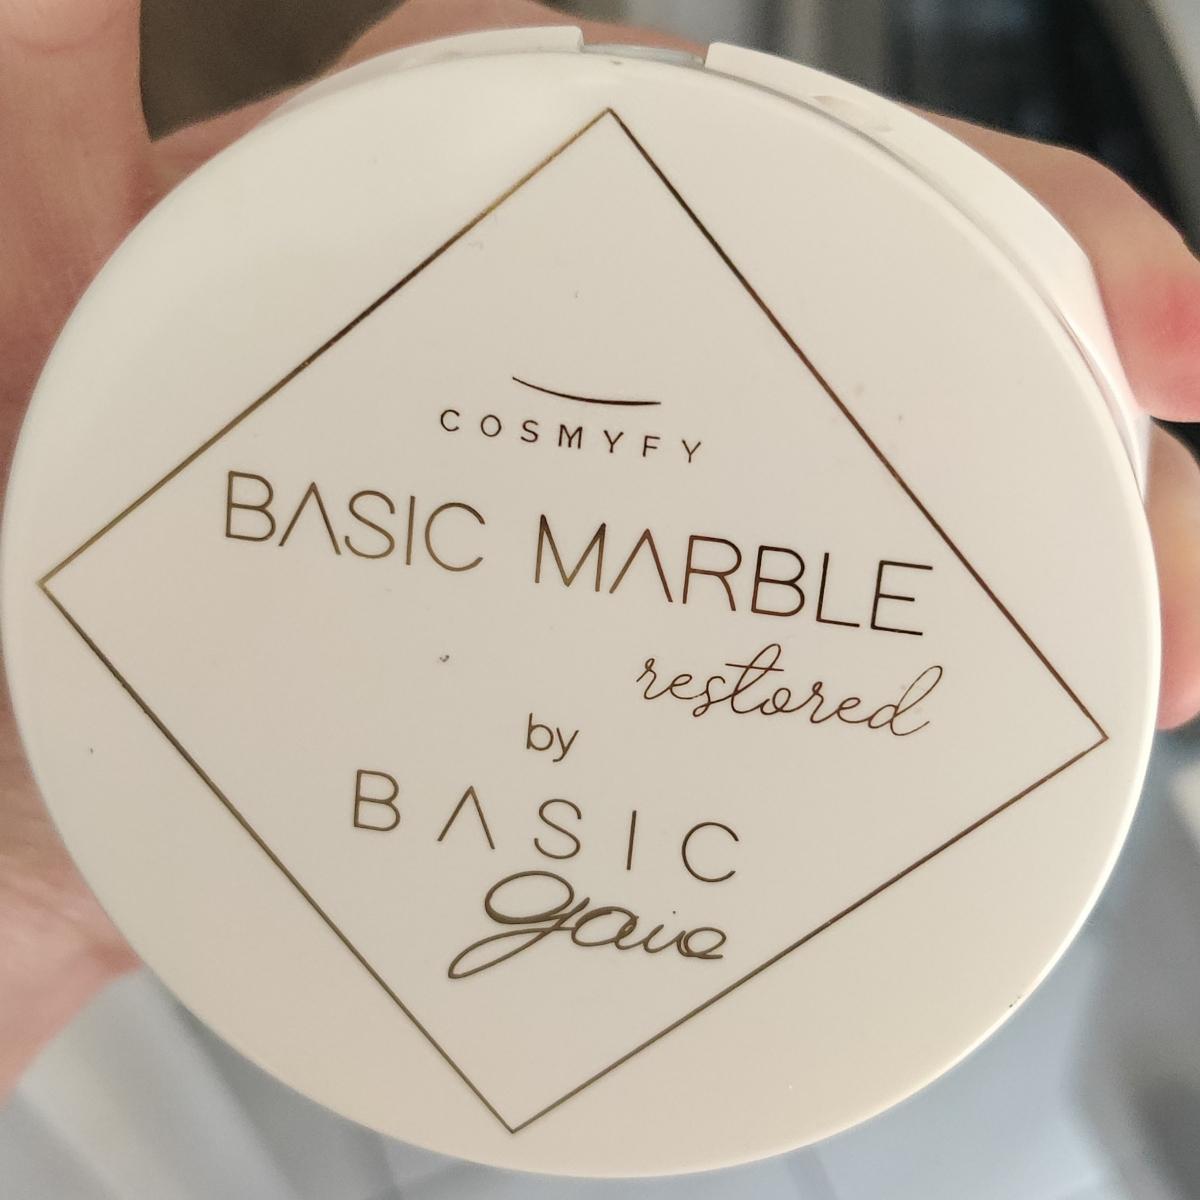 COSMYFY
BASIC MARBLE
restored
by
BASIC
gaia